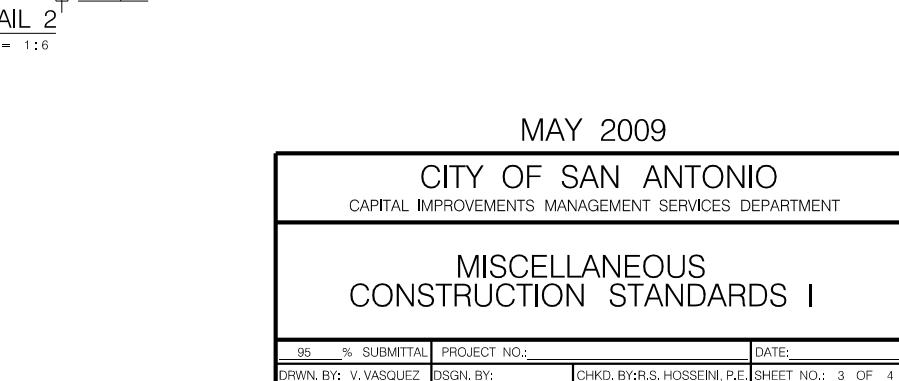 AIL 2
= 1:6
MAY 2009
CITY OF SAN ANTONIO
CAPITAL IMPROVEMENTS MANAGEMENT SERVICES DEPARTMENT
MISCELLANEOUS
CONSTRUCTION STANDARDS I
95 % SUBMITTAL PROJECT NO.: DATE:
DRWN. BY: V. VASQUEZ DSGN. BY: CHKD. BY: R.S. HOSSEINI, P.E. SHEET NO.: 3 OF 4